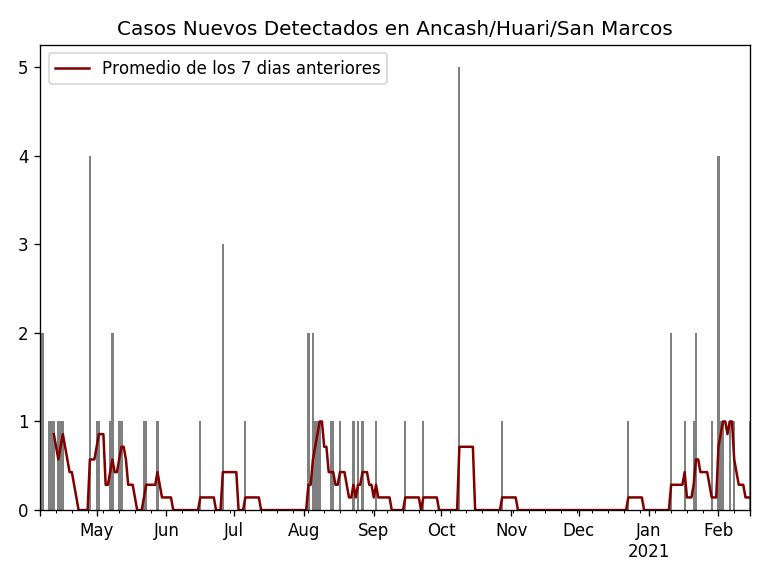 Casos Nuevos Detectados en Ancash/Huari/San Marcos
Promedio de los 7 dias anteriores
5
4
3
2
1
0
May Jun Jul Aug Sep Oct Nov Dec Jan Feb
2021